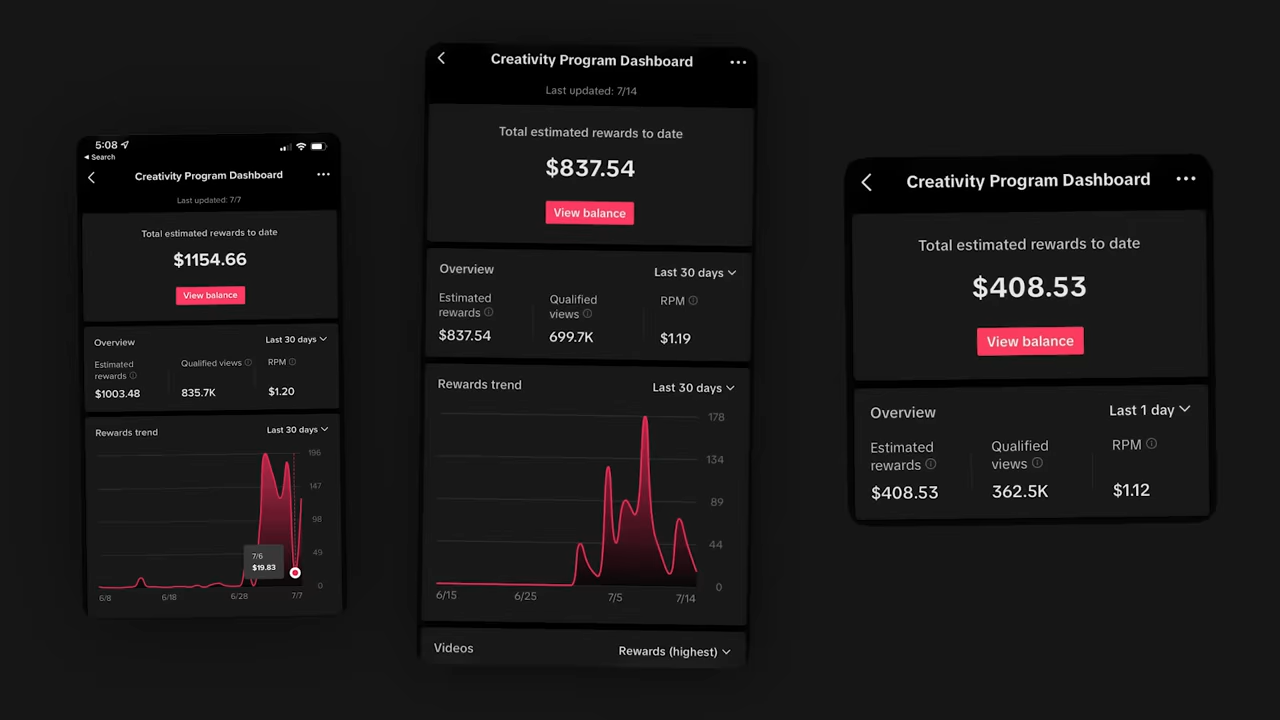 5:08
Search
Creativity Program Dashboard
Last updated: 7/7
Total estimated rewards to date
$1154.66
View balance
Overview
Last 30 days
Estimated rewards
Qualified views
RPM
$1003.48
835.7K
$1.20
Rewards trend
Last 30 days
196
147
98
49
0
7/6
$19.83
6/8
6/18
6/28
7/7
Creativity Program Dashboard
Last updated: 7/14
Total estimated rewards to date
$837.54
View balance
Overview
Last 30 days
Estimated
rewards
Qualified
views
RPM
$837.54
699.7K
$1.19
Rewards trend
Last 30 days
178
134
89
44
0
6/15
6/25
7/5
7/14
Videos
Rewards (highest)
Creativity Program Dashboard
Total estimated rewards to date
$408.53
View balance
Overview
Last 1 day
Estimated
rewards
Qualified
views
RPM
$408.53
362.5K
$1.12